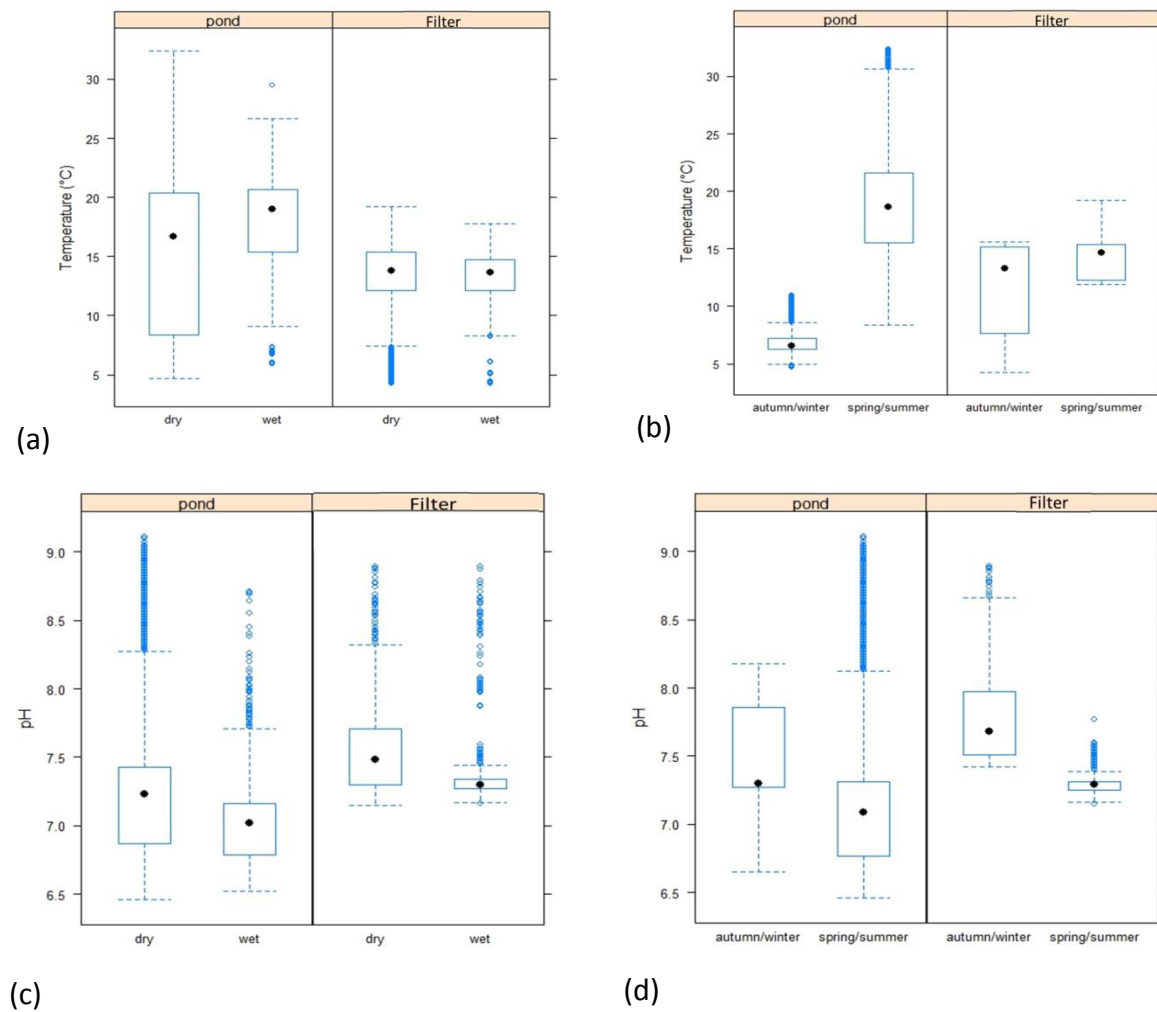 pond Filter
Temperature (°C)
30
25
20
15
10
5
dry wet dry wet
(a)
pond Filter
Temperature (°C)
30
25
20
15
10
5
autumn/winter spring/summer autumn/winter spring/summer
(b)
pond Filter
pH
9.0
8.5
8.0
7.5
7.0
6.5
dry wet dry wet
(c)
pond Filter
pH
9.0
8.5
8.0
7.5
7.0
6.5
autumn/winter spring/summer autumn/winter spring/summer
(d)